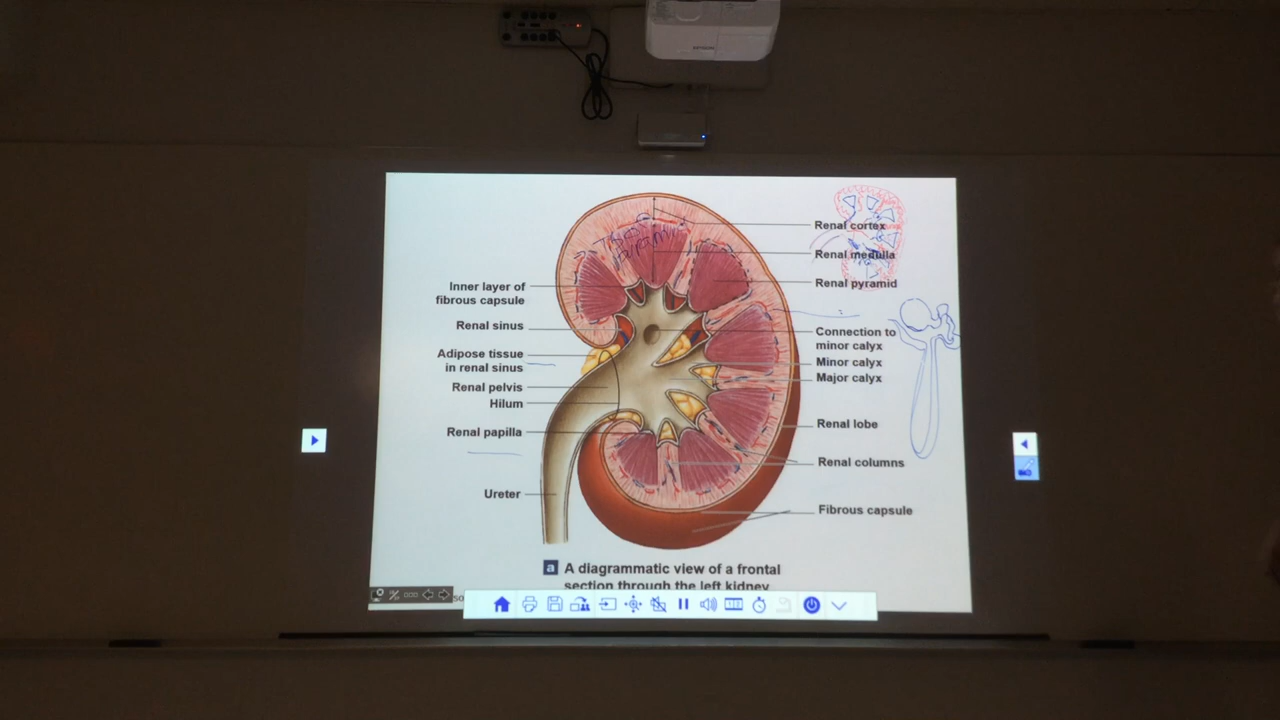 EPSON
Renal cortex
Renal medulla
Renal pyramid
Inner layer of
fibrous capsule
Renal sinus
Adipose tissue
in renal sinus
Renal pelvis
Hilum
Renal papilla
Ureter
Connection to
minor calyx
Minor calyx
Major calyx
Renal lobe
Renal columns
Fibrous capsule
a A diagrammatic view of a frontal
section through the left kidney